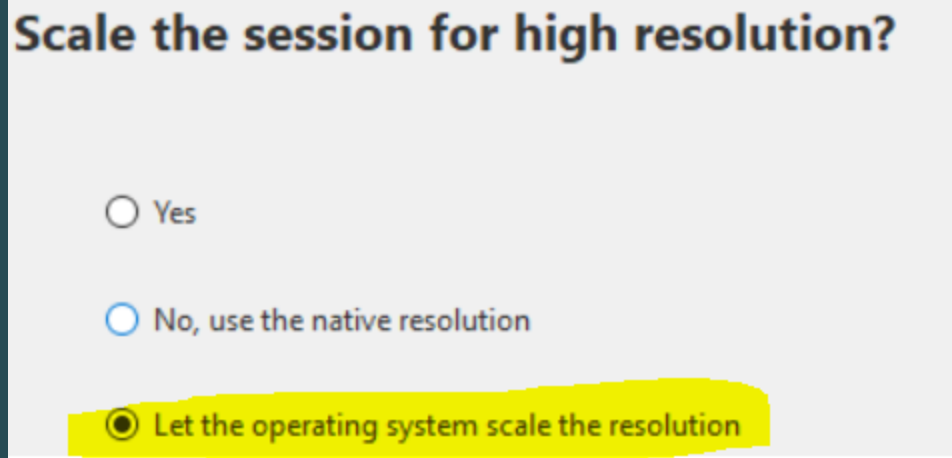 Scale the session for high resolution?
Yes
No, use the native resolution
Let the operating system scale the resolution